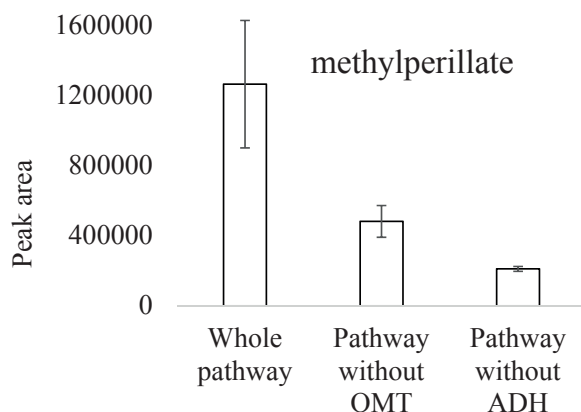 1600000
methylperillate
1200000
800000
400000
0
Peak area
Whole
pathway
Pathway
without
OMT
Pathway
without
ADH